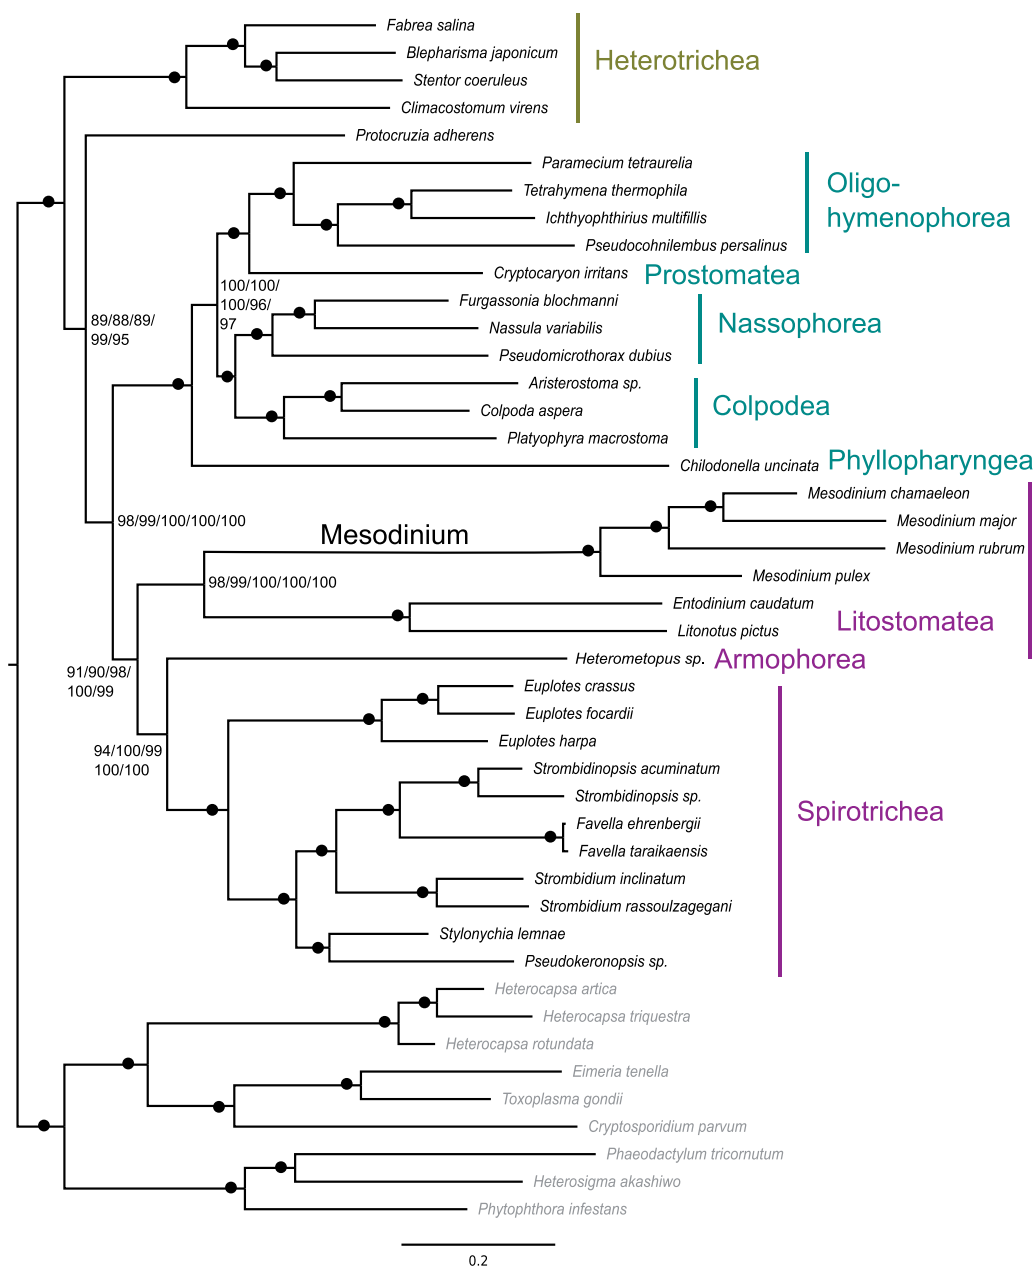 Fabrea salina
Blepharisma japonicum
Heterotrichea
Stentor coeruleus
Climacostomum virens
Protocruzia adherens
Paramecium tetraurelia
Oligo-
Tetrahymena thermophila
hymenophorea
Ichthyophthirius multifillis
Pseudocohnilembus persalinus
Cryptocaryon irritans
Prostomatea
100/100/
100/96/
97
Furgassonia blochmanni
89/88/89/
99/95
Nassula variabilis
Nassophorea
Pseudomicrothorax dubius
Aristerostoma sp.
Colpoda aspera
Colpodea
Platyophyra macrostoma
Chilodonella uncinata
Phyllopharyngea
Mesodinium chamaeleon
98/99/100/100/100
Mesodinium major
Mesodinium
Mesodinium rubrum
Mesodinium pulex
98/99/100/100/100
Entodinium caudatum
Litostomatea
Litonotus pictus
Heterometopus sp.
Armophorea
91/90/98/
100/99
Euplotes crassus
Euplotes focardii
Euplotes harpa
94/100/99
100/100
Strombidinopsis acuminatum
Strombidinopsis sp.
Spirotrichea
Favella ehrenbergii
Favella taraikaensis
Strombidium inclinatum
Strombidium rassoulzagegani
Stylonychia lemnae
Pseudokeronopsis sp.
Heterocapsa artica
Heterocapsa triquestra
Heterocapsa rotundata
Eimeria tenella
Toxoplasma gondii
Cryptosporidium parvum
Phaeodactylum tricornutum
Heterosigma akashiwo
Phytophthora infestans
0.2